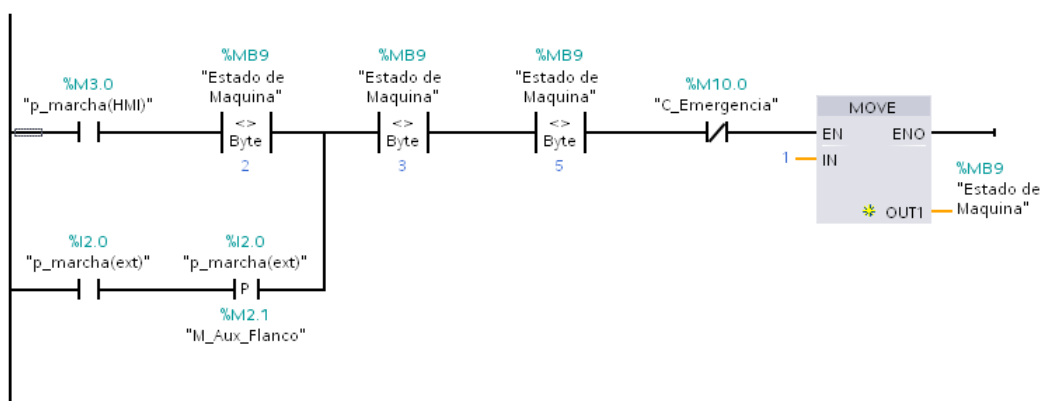 %M3.0
"p_marcha(HMI)"
%MB9
"Estado de
Maquina"
<>
Byte
2
%MB9
"Estado de
Maquina"
<>
Byte
3
%MB9
"Estado de
Maquina"
<>
Byte
5
%M10.0
"C_Emergencia"
MOVE
EN
ENO
1
IN
OUT1
%MB9
"Estado de
Maquina"
%I2.0
"p_marcha(ext)"
%I2.0
"p_marcha(ext)"
P
%M2.1
"M_Aux_Flanco"